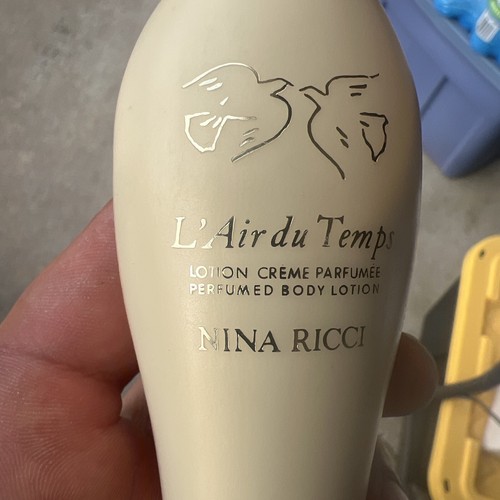 L'Air du Temps
LOTION CRÈME PARFUMÉE
PERFUMED BODY LOTION
NINA RICCI